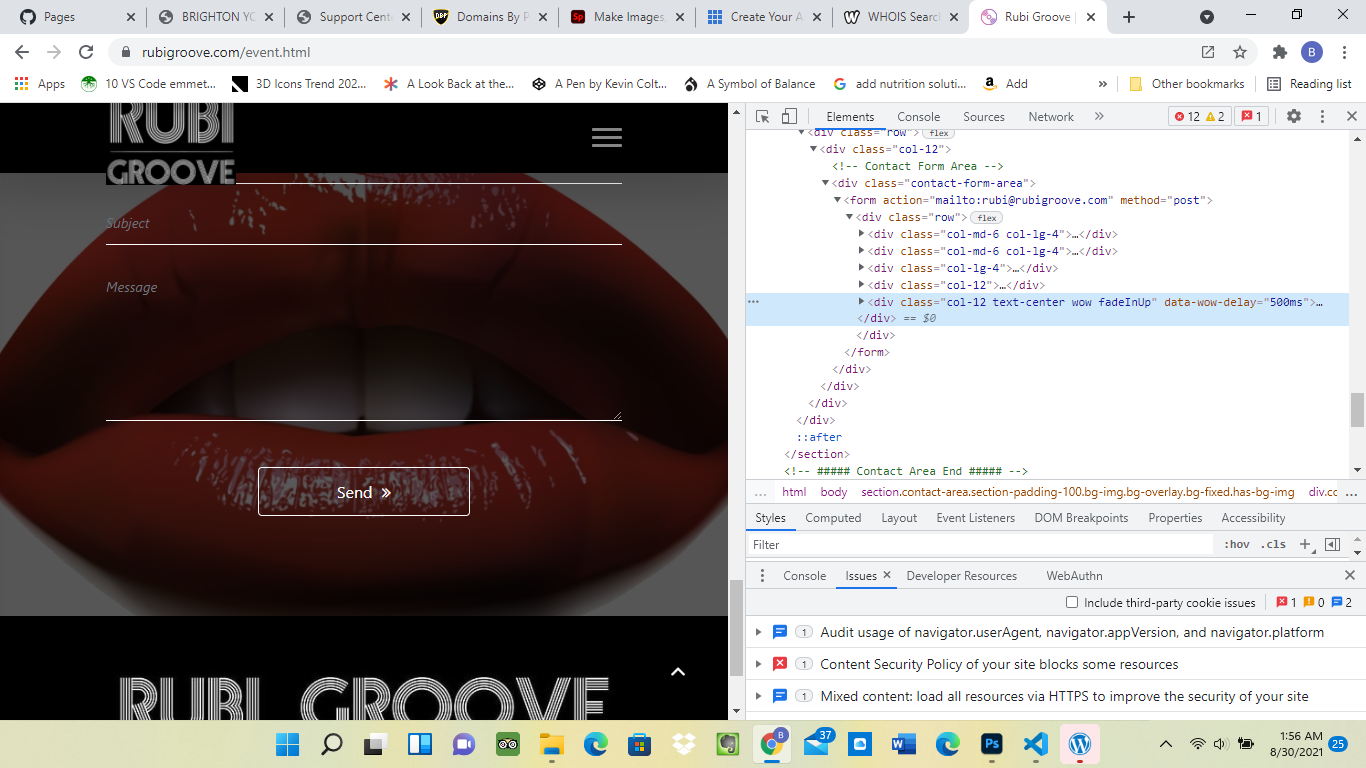 Pages
BRIGHTON YO
Support Cente
Domains By P
Make Images,
Create Your A
WHOIS Search
Rubi Groove |
rubigroove.com/event.html
B
Apps
10 VS Code emmet...
3D Icons Trend 202...
A Look Back at the...
A Pen by Kevin Colt...
A Symbol of Balance
add nutrition soluti...
Add
»
Other bookmarks
Reading list
RUBI
GROOVE
Subject
Message
Send »
RUBI GROOVE
Elements Console Sources Network » 12 2 1
<div class="row"> flex
<div class="col-12">
<!-- Contact Form Area -->
<div class="contact-form-area">
<form action="mailto:rubi@rubigroove.com" method="post">
<div class="row"> flex
<div class="col-md-6 col-lg-4">…</div>
<div class="col-md-6 col-lg-4">…</div>
<div class="col-lg-4">…</div>
<div class="col-12">…</div>
<div class="col-12 text-center wow fadeInUp" data-wow-delay="500ms">…
</div> == $0
</div>
</form>
</div>
</div>
</div>
</div>
::after
</section>
<!-- ##### Contact Area End ##### -->
... html body section.contact-area.section-padding-100.bg-img.bg-overlay.bg-fixed.has-bg-img div.cc ...
Styles Computed Layout Event Listeners DOM Breakpoints Properties Accessibility
Filter :hov .cls +
Console Issues Developer Resources WebAuthn
Include third-party cookie issues 1 0 2
1 Audit usage of navigator.userAgent, navigator.appVersion, and navigator.platform
1 Content Security Policy of your site blocks some resources
1 Mixed content: load all resources via HTTPS to improve the security of your site
B
37
1:56 AM
8/30/2021
25